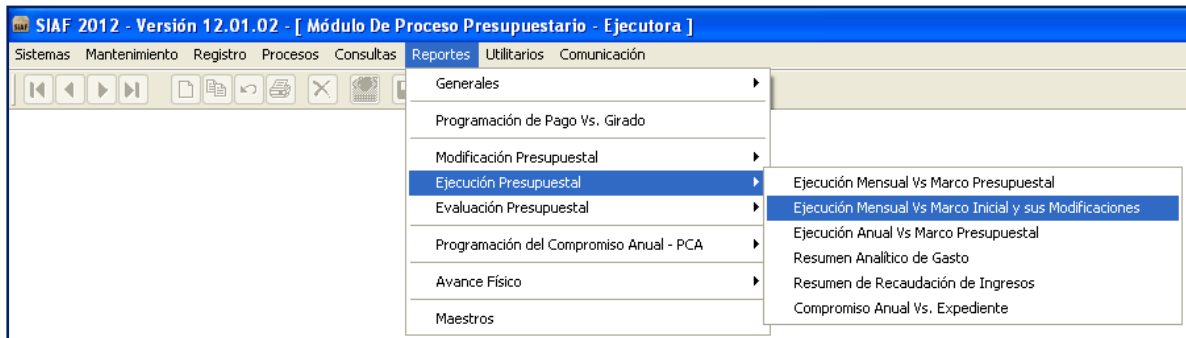 SIAF 2012 - Versión 12.01.02 - [ Módulo De Proceso Presupuestario - Ejecutora ]
Sistemas Mantenimiento Registro Procesos Consultas Reportes Utilitarios Comunicación
Generales
Programación de Pago Vs. Girado
Modificación Presupuestal
Ejecución Presupuestal
Evaluación Presupuestal
Programación del Compromiso Anual - PCA
Avance Físico
Maestros
Ejecución Mensual Vs Marco Presupuestal
Ejecución Mensual Vs Marco Inicial y sus Modificaciones
Ejecución Anual Vs Marco Presupuestal
Resumen Analítico de Gasto
Resumen de Recaudación de Ingresos
Compromiso Anual Vs. Expediente